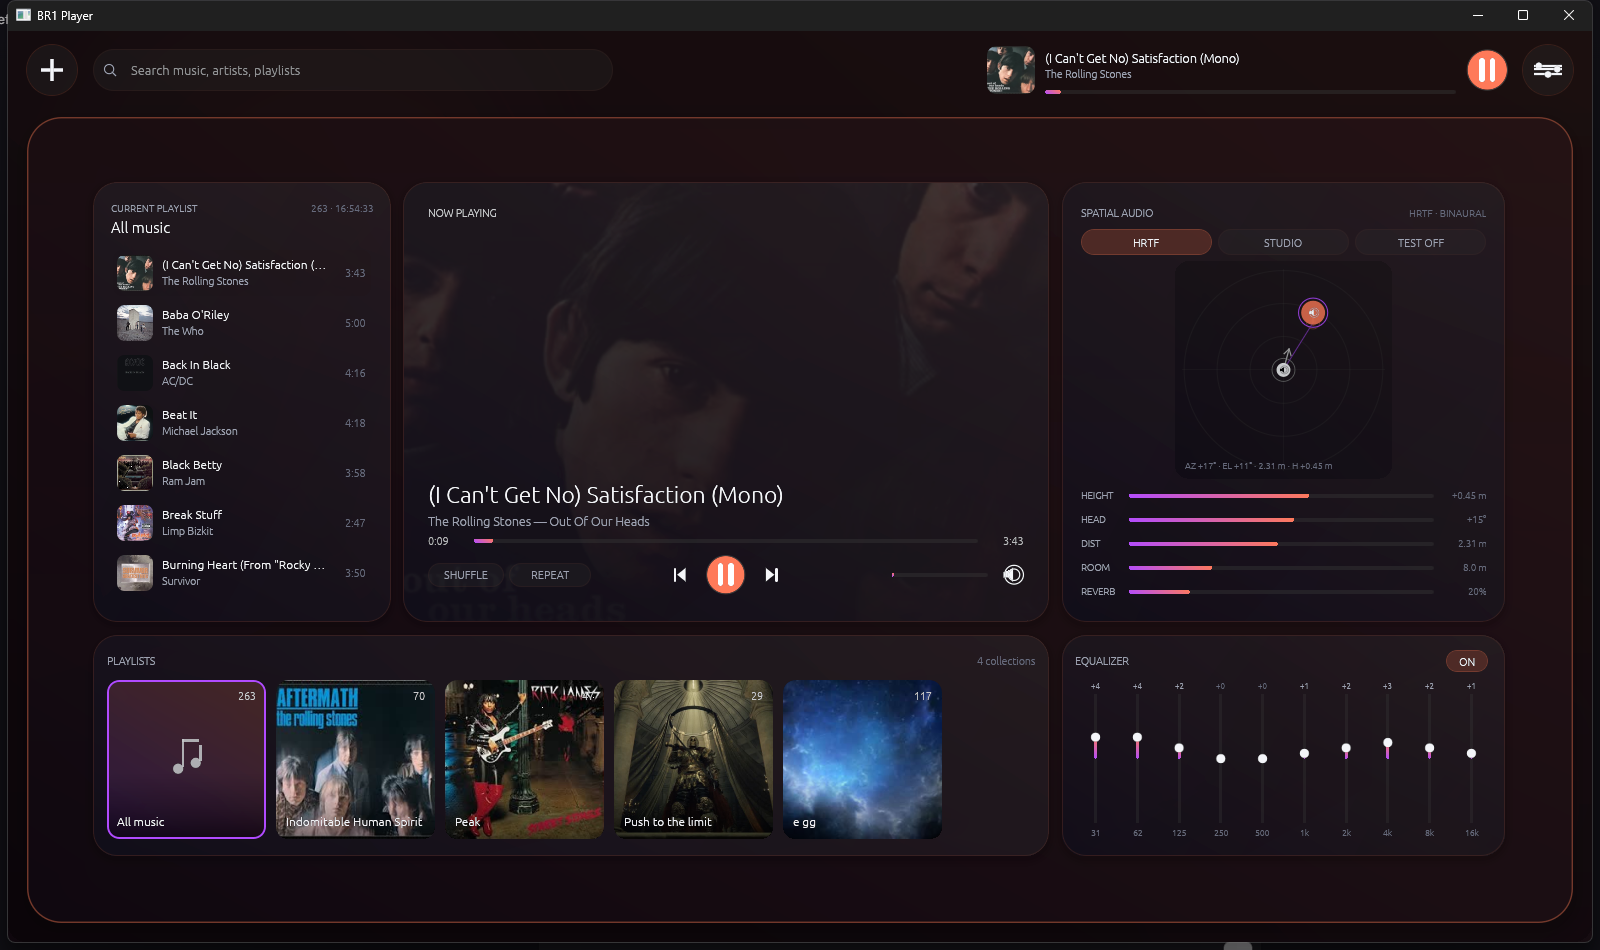 BR1 Player
Search music, artists, playlists
(I Can't Get No) Satisfaction (Mono)
The Rolling Stones
CURRENT PLAYLIST
263 · 16:54:33
All music
(I Can't Get No) Satisfaction (...
The Rolling Stones
3:43
Baba O'Riley
The Who
5:00
Back In Black
AC/DC
4:16
Beat It
Michael Jackson
4:18
Black Betty
Ram Jam
3:58
Break Stuff
Limp Bizkit
2:47
Burning Heart (From "Rocky ...
Survivor
3:50
NOW PLAYING
(I Can't Get No) Satisfaction (Mono)
The Rolling Stones — Out Of Our Heads
0:09
3:43
SHUFFLE
REPEAT
out of
our heads
SPATIAL AUDIO
HRTF · BINAURAL
HRTF
STUDIO
TEST OFF
AZ +17° · EL +11° · 2.31 m · H +0.45 m
HEIGHT +0.45 m
HEAD +15°
DIST 2.31 m
ROOM 8.0 m
REVERB 20%
PLAYLISTS
4 collections
263
All music
AFTERMATH
the rolling stones
70
Indomitable Human Spirit
RICK JAMES
Peak
29
Push to the limit
117
e gg
EQUALIZER
ON
+4 +4 +2 +0 +0 +1 +2 +3 +2 +1
31 62 125 250 500 1k 2k 4k 8k 16k